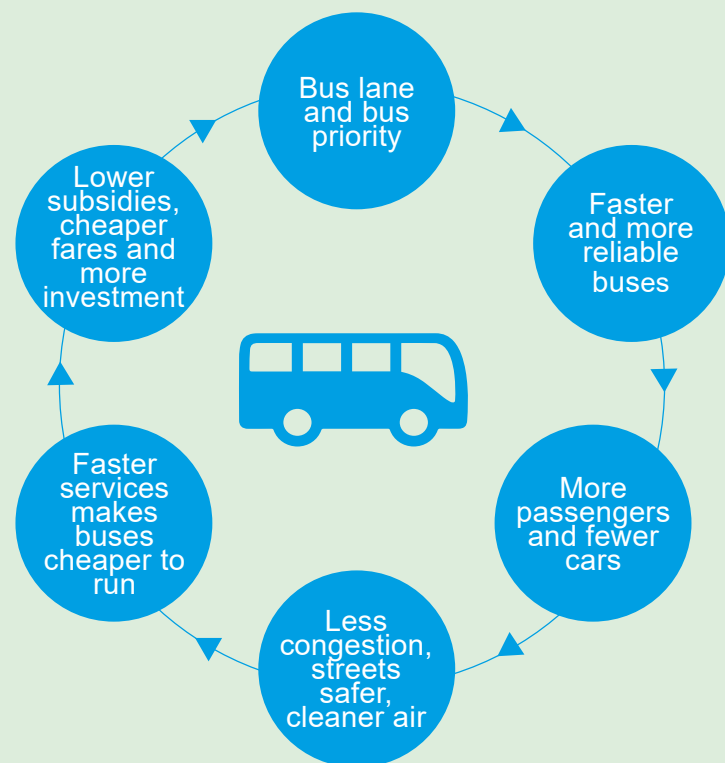 Bus lane
and bus
priority
Faster
and more
reliable
buses
More
passengers
and fewer
cars
Less
congestion,
streets
safer,
cleaner air
Faster
services
makes
buses
cheaper to
run
Lower
subsidies,
cheaper
fares and
more
investment